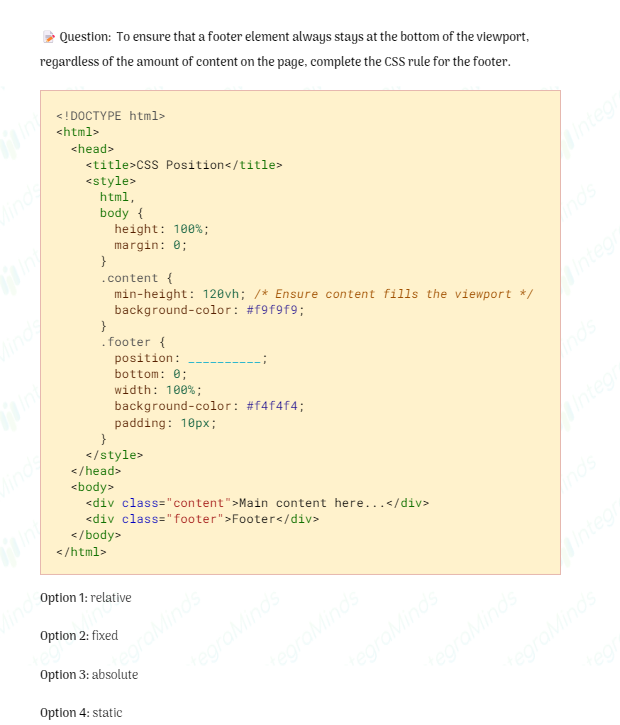 📝 Question: To ensure that a footer element always stays at the bottom of the viewport,
regardless of the amount of content on the page, complete the CSS rule for the footer.
<!DOCTYPE html>
<html>
  <head>
    <title>CSS Position</title>
    <style>
      html,
      body {
        height: 100%;
        margin: 0;
      }
      .content {
        min-height: 120vh; /* Ensure content fills the viewport */
        background-color: #f9f9f9;
      }
      .footer {
        position: __________;
        bottom: 0;
        width: 100%;
        background-color: #f4f4f4;
        padding: 10px;
      }
    </style>
  </head>
  <body>
    <div class="content">Main content here...</div>
    <div class="footer">Footer</div>
  </body>
</html>
Option 1: relative
Option 2: fixed
Option 3: absolute
Option 4: static